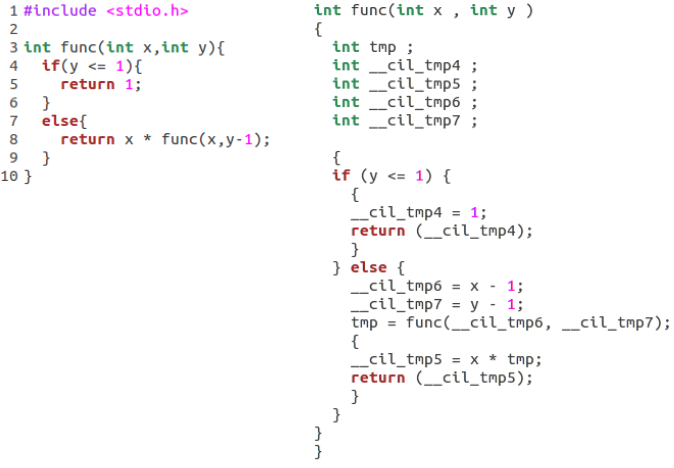 1 #include <stdio.h>
2
3 int func(int x,int y){
4   if(y <= 1){
5     return 1;
6   }
7   else{
8     return x * func(x,y-1);
9   }
10 }
int func(int x , int y )
{
  int tmp ;
  int __cil_tmp4 ;
  int __cil_tmp5 ;
  int __cil_tmp6 ;
  int __cil_tmp7 ;

  {
  if (y <= 1) {
    {
    __cil_tmp4 = 1;
    return (__cil_tmp4);
    }
  } else {
    __cil_tmp6 = x - 1;
    __cil_tmp7 = y - 1;
    tmp = func(__cil_tmp6, __cil_tmp7);
    {
    __cil_tmp5 = x * tmp;
    return (__cil_tmp5);
    }
  }
}
}